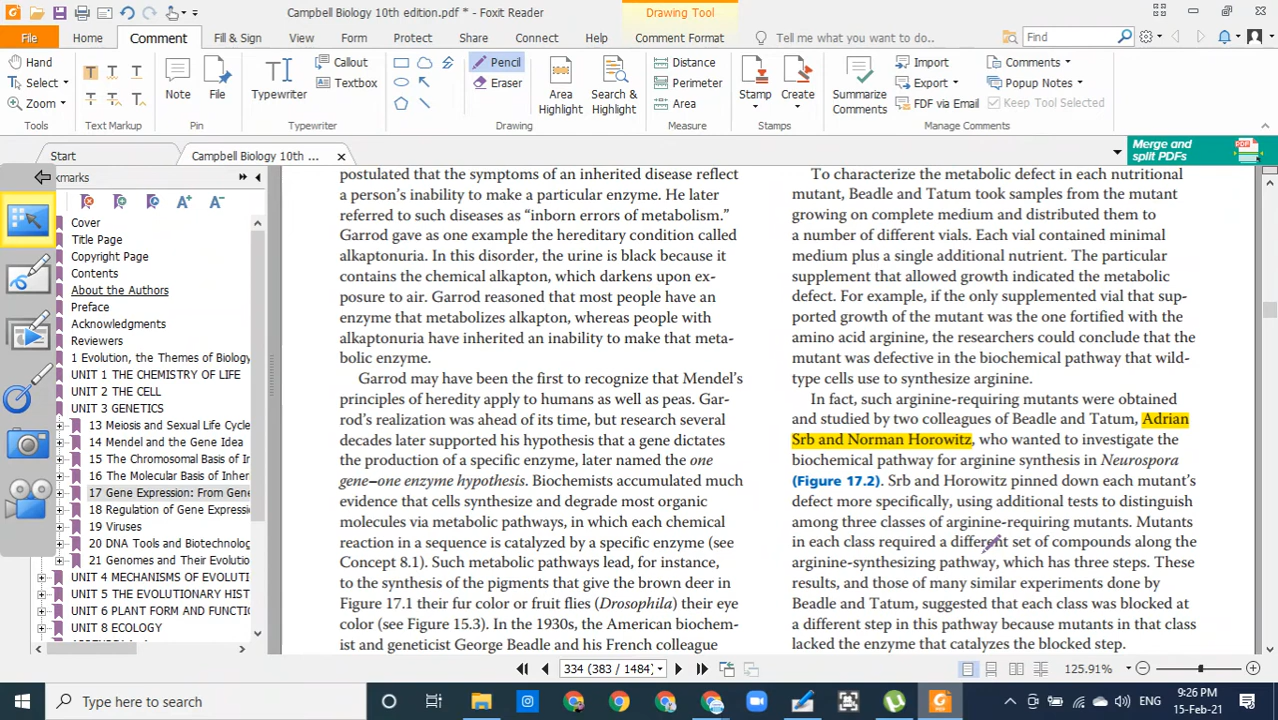 Campbell Biology 10th edition.pdf * - Foxit Reader
Drawing Tool
File
Home
Comment
Fill & Sign
View
Form
Protect
Share
Connect
Help
Comment Format
Tell me what you want to do..
Find
Hand
Select
Zoom
Tools
Text Markup
Note
File
Pin
Typewriter
Callout
Textbox
Typewriter
Pencil
Eraser
Drawing
Area
Highlight
Search &
Highlight
Distance
Perimeter
Area
Measure
Stamp
Create
Stamps
Summarize
Comments
Import
Export
FDF via Email
Comments
Popup Notes
Keep Tool Selected
Manage Comments
Start
Campbell Biology 10th ...
Merge and
split PDFs
kmarks
Cover
Title Page
Copyright Page
Contents
About the Authors
Preface
Acknowledgments
Reviewers
1 Evolution, the Themes of Biology
UNIT 1 THE CHEMISTRY OF LIFE
UNIT 2 THE CELL
UNIT 3 GENETICS
13 Meiosis and Sexual Life Cycle
14 Mendel and the Gene Idea
15 The Chromosomal Basis of In
16 The Molecular Basis of Inher
17 Gene Expression: From Gene
18 Regulation of Gene Expressio
19 Viruses
20 DNA Tools and Biotechnolog
21 Genomes and Their Evolution
UNIT 4 MECHANISMS OF EVOLUTI
UNIT 5 THE EVOLUTIONARY HISTO
UNIT 6 PLANT FORM AND FUNCTIO
UNIT 8 ECOLOGY
postulated that the symptoms of an inherited disease reflect
a person's inability to make a particular enzyme. He later
referred to such diseases as “inborn errors of metabolism.”
Garrod gave as one example the hereditary condition called
alkaptonuria. In this disorder, the urine is black because it
contains the chemical alkapton, which darkens upon ex-
posure to air. Garrod reasoned that most people have an
enzyme that metabolizes alkapton, whereas people with
alkaptonuria have inherited an inability to make that meta-
bolic enzyme.
Garrod may have been the first to recognize that Mendel's
principles of heredity apply to humans as well as peas. Gar-
rod's realization was ahead of its time, but research several
decades later supported his hypothesis that a gene dictates
the production of a specific enzyme, later named the one
gene–one enzyme hypothesis. Biochemists accumulated much
evidence that cells synthesize and degrade most organic
molecules via metabolic pathways, in which each chemical
reaction in a sequence is catalyzed by a specific enzyme (see
Concept 8.1). Such metabolic pathways lead, for instance,
to the synthesis of the pigments that give the brown deer in
Figure 17.1 their fur color or fruit flies (Drosophila) their eye
color (see Figure 15.3). In the 1930s, the American biochem-
ist and geneticist George Beadle and his French colleague
To characterize the metabolic defect in each nutritional
mutant, Beadle and Tatum took samples from the mutant
growing on complete medium and distributed them to
a number of different vials. Each vial contained minimal
medium plus a single additional nutrient. The particular
supplement that allowed growth indicated the metabolic
defect. For example, if the only supplemented vial that sup-
ported growth of the mutant was the one fortified with the
amino acid arginine, the researchers could conclude that the
mutant was defective in the biochemical pathway that wild-
type cells use to synthesize arginine.
In fact, such arginine-requiring mutants were obtained
and studied by two colleagues of Beadle and Tatum, Adrian
Srb and Norman Horowitz, who wanted to investigate the
biochemical pathway for arginine synthesis in Neurospora
(Figure 17.2). Srb and Horowitz pinned down each mutant's
defect more specifically, using additional tests to distinguish
among three classes of arginine-requiring mutants. Mutants
in each class required a different set of compounds along the
arginine-synthesizing pathway, which has three steps. These
results, and those of many similar experiments done by
Beadle and Tatum, suggested that each class was blocked at
a different step in this pathway because mutants in that class
lacked the enzyme that catalyzes the blocked step.
334 (383 / 1484)
125.91%
Type here to search
ENG
9:26 PM
15-Feb-21